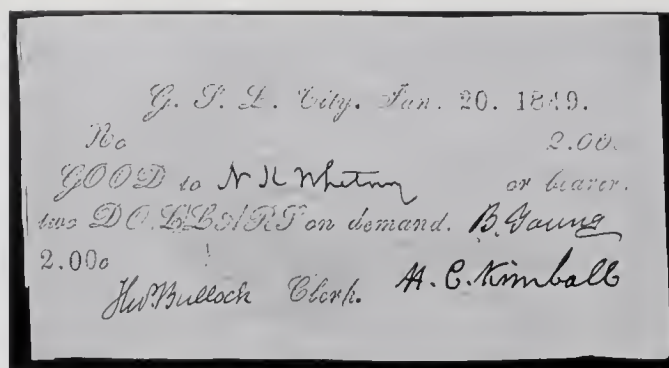 G. S. L. City. Jan. 20. 1849.
No 2.00.
GOOD to N K Whitney or bearer.
two DOLLARS on demand. B. Young
2.00.
Thos. Bullock Clerk. H. C. Kimball